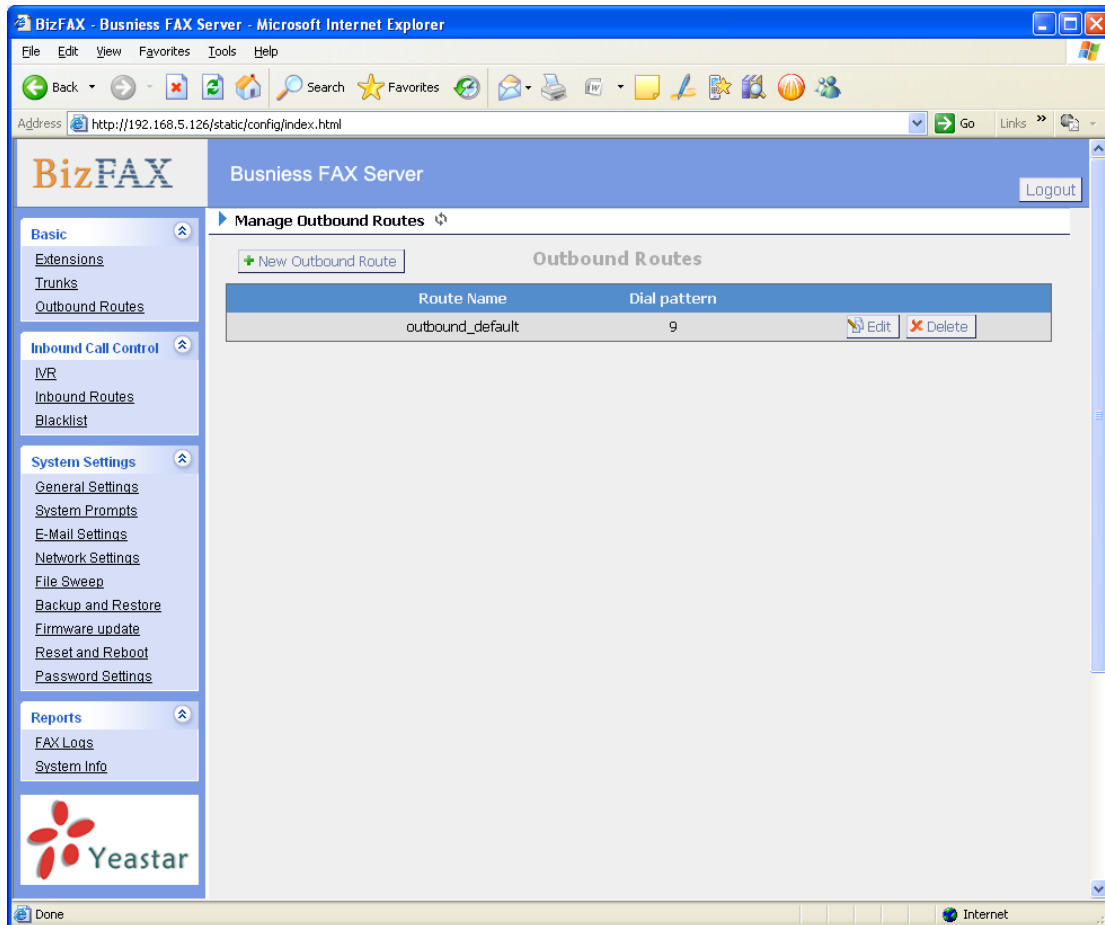 BizFAX - Busniess FAX Server - Microsoft Internet Explorer
File Edit View Favorites Tools Help
Back Search Favorites
Address http://192.168.5.126/static/config/index.html Go Links »
BizFAX
Busniess FAX Server
Logout
Manage Outbound Routes
New Outbound Route
Outbound Routes
Route Name Dial pattern
outbound_default 9 Edit Delete
Basic
Extensions
Trunks
Outbound Routes
Inbound Call Control
IVR
Inbound Routes
Blacklist
System Settings
General Settings
System Prompts
E-Mail Settings
Network Settings
File Sweep
Backup and Restore
Firmware update
Reset and Reboot
Password Settings
Reports
FAX Logs
System Info
Yeastar
Done Internet